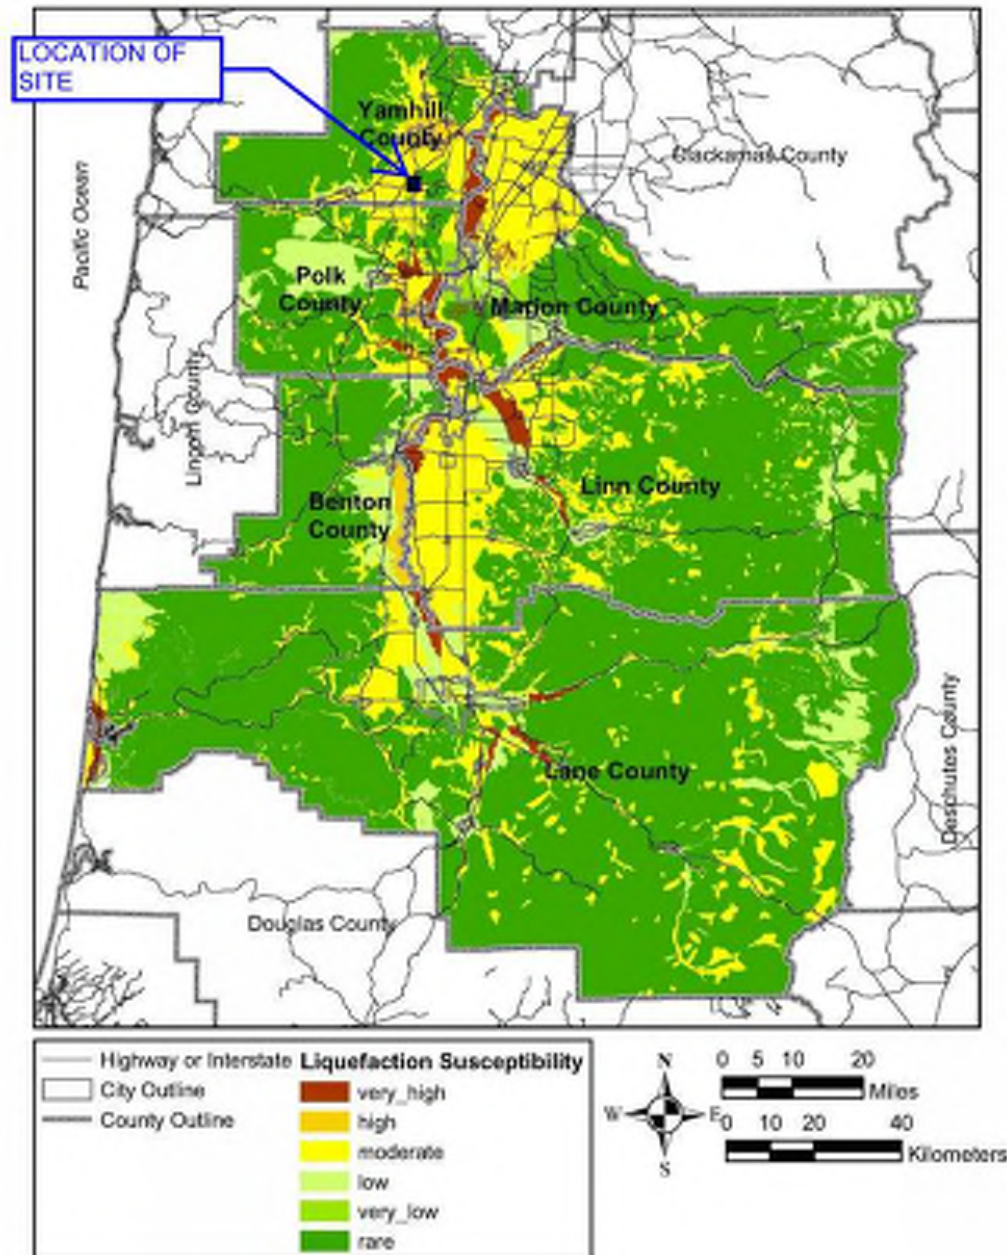 LOCATION OF
SITE
Yamhill
County
Clackamas County
Pacific Ocean
Polk
County
Marion County
Lincoln County
Linn County
Benton
County
Lane County
Deschutes County
Douglas County
Highway or Interstate
City Outline
County Outline
Liquefaction Susceptibility
very_high
high
moderate
low
very_low
rare
N
W
E
S
0 5 10 20
Miles
0 10 20 40
Kilometers